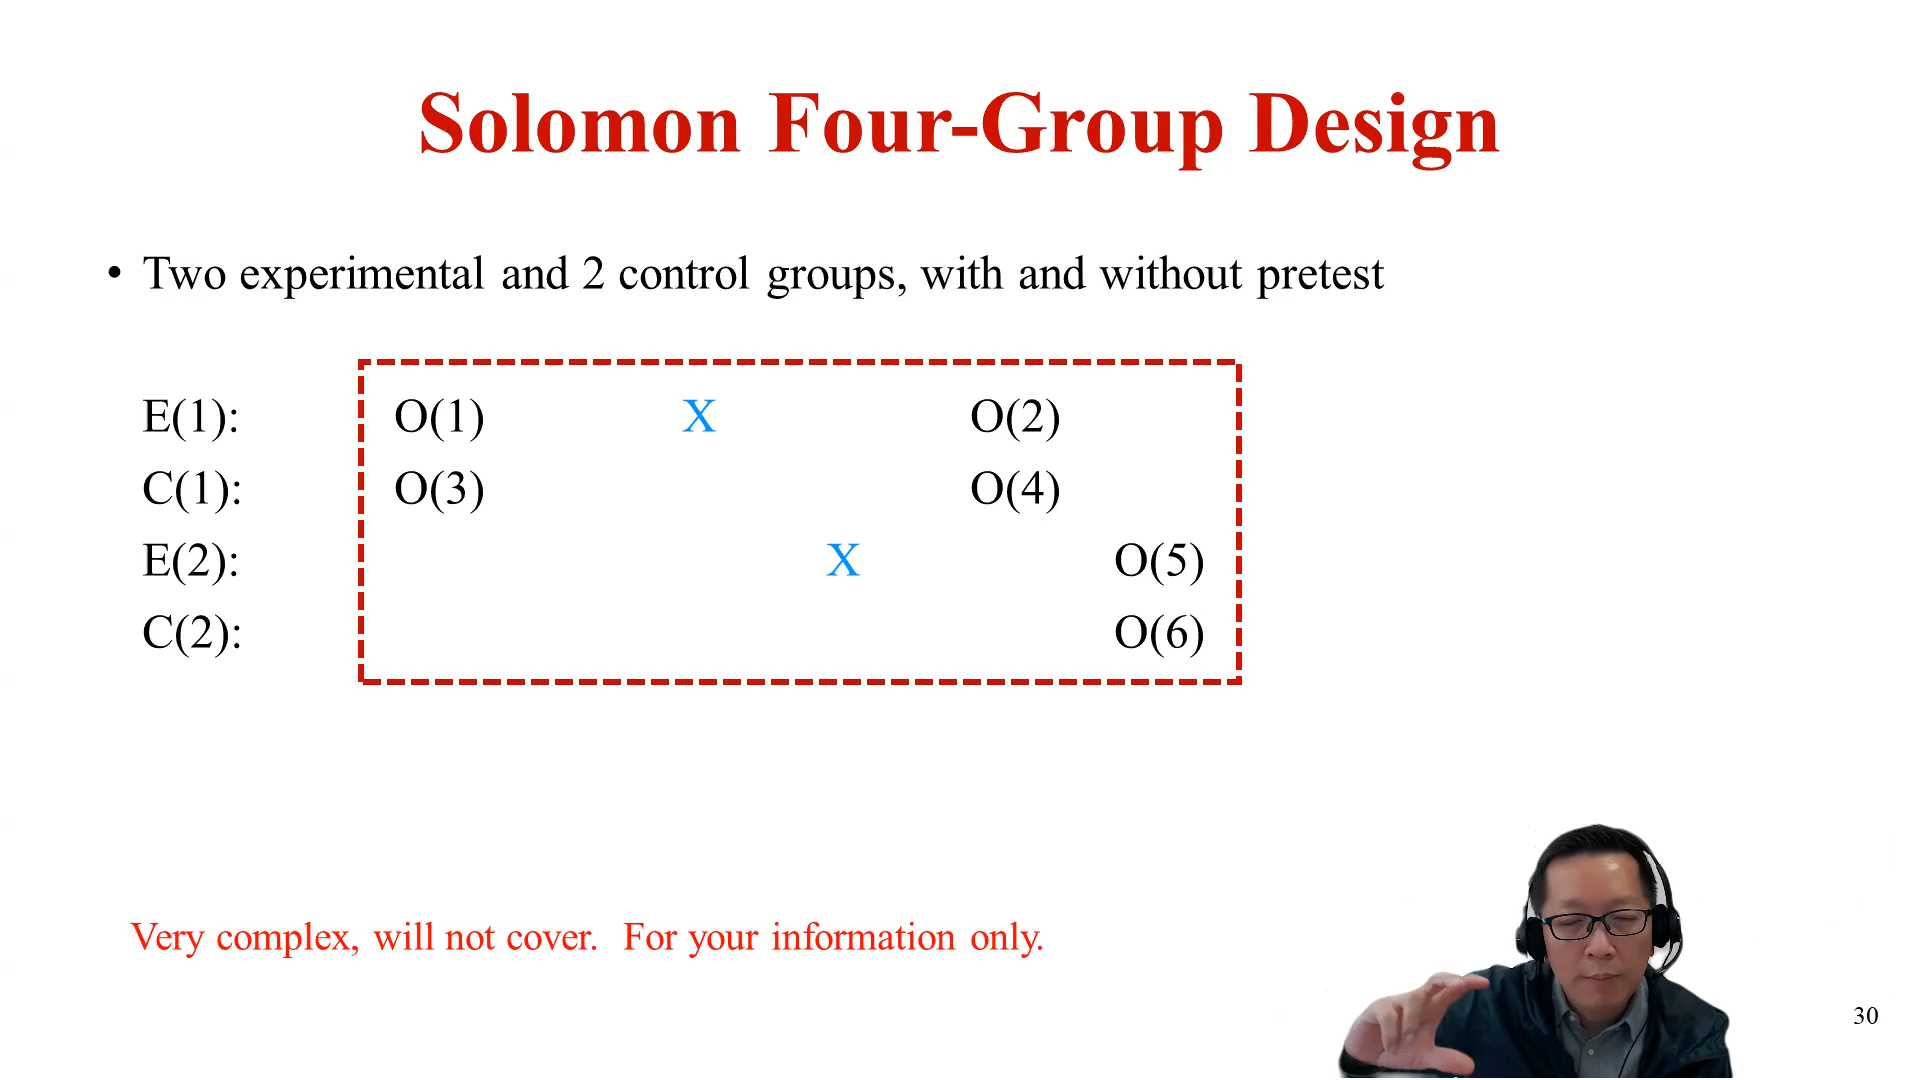 Solomon Four-Group Design
• Two experimental and 2 control groups, with and without pretest
E(1): O(1) X O(2)
C(1): O(3) O(4)
E(2): X O(5)
C(2): O(6)
Very complex, will not cover. For your information only.
30